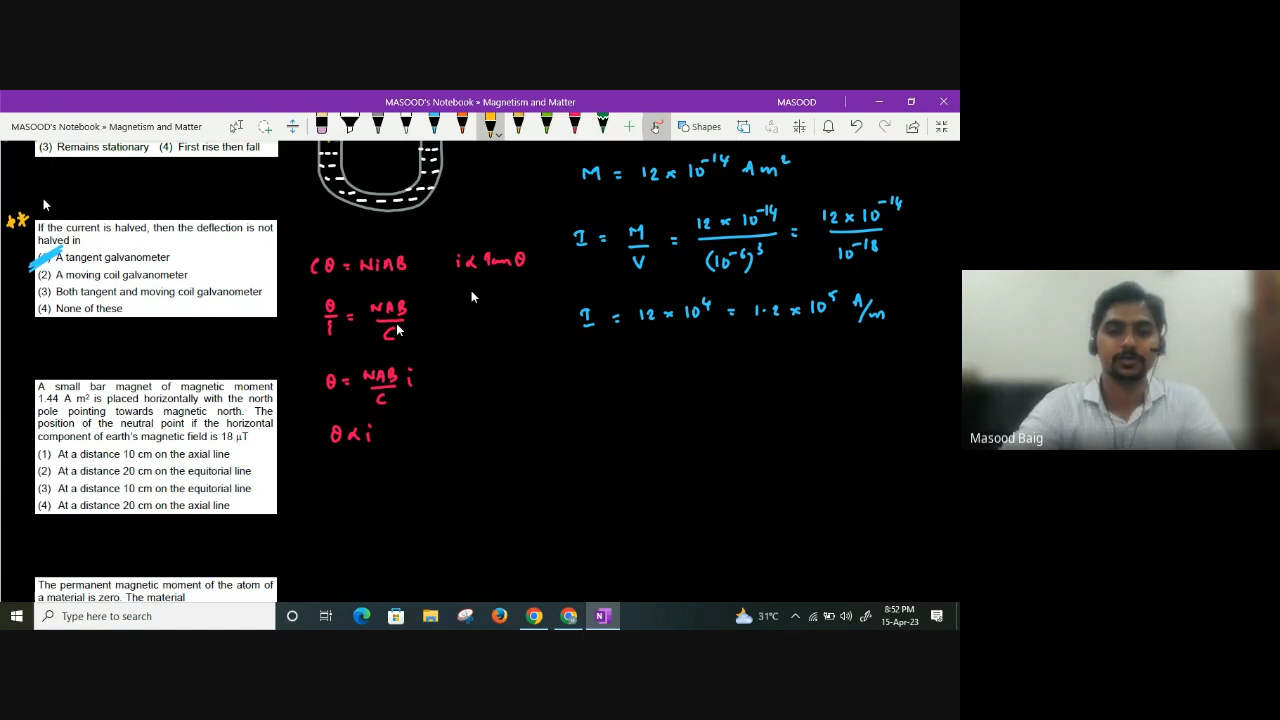 MASOOD's Notebook » Magnetism and Matter
MASOOD
MASOOD's Notebook » Magnetism and Matter
Shapes
(3) Remains stationary (4) First rise then fall
**
If the current is halved, then the deflection is not
halved in
A tangent galvanometer
(2) A moving coil galvanometer
(3) Both tangent and moving coil galvanometer
(4) None of these
Cθ = NiAB
i ∝ Tanθ
θ/i = NAB/C
θ = NAB/C i
θ ∝ i
M = 12 × 10⁻¹⁴ Am²
I = M/V = 12 × 10⁻¹⁴/(10⁻⁶)³ = 12 × 10⁻¹⁴/10⁻¹⁸
I = 12 × 10⁴ = 1.2 × 10⁵ A/m
A small bar magnet of magnetic moment
1.44 A m² is placed horizontally with the north
pole pointing towards magnetic north. The
position of the neutral point if the horizontal
component of earth's magnetic field is 18 μT
(1) At a distance 10 cm on the axial line
(2) At a distance 20 cm on the equitorial line
(3) At a distance 10 cm on the equitorial line
(4) At a distance 20 cm on the axial line
The permanent magnetic moment of the atom of
a material is zero. The material
Masood Baig
Type here to search
31°C
8:52 PM
15-Apr-23